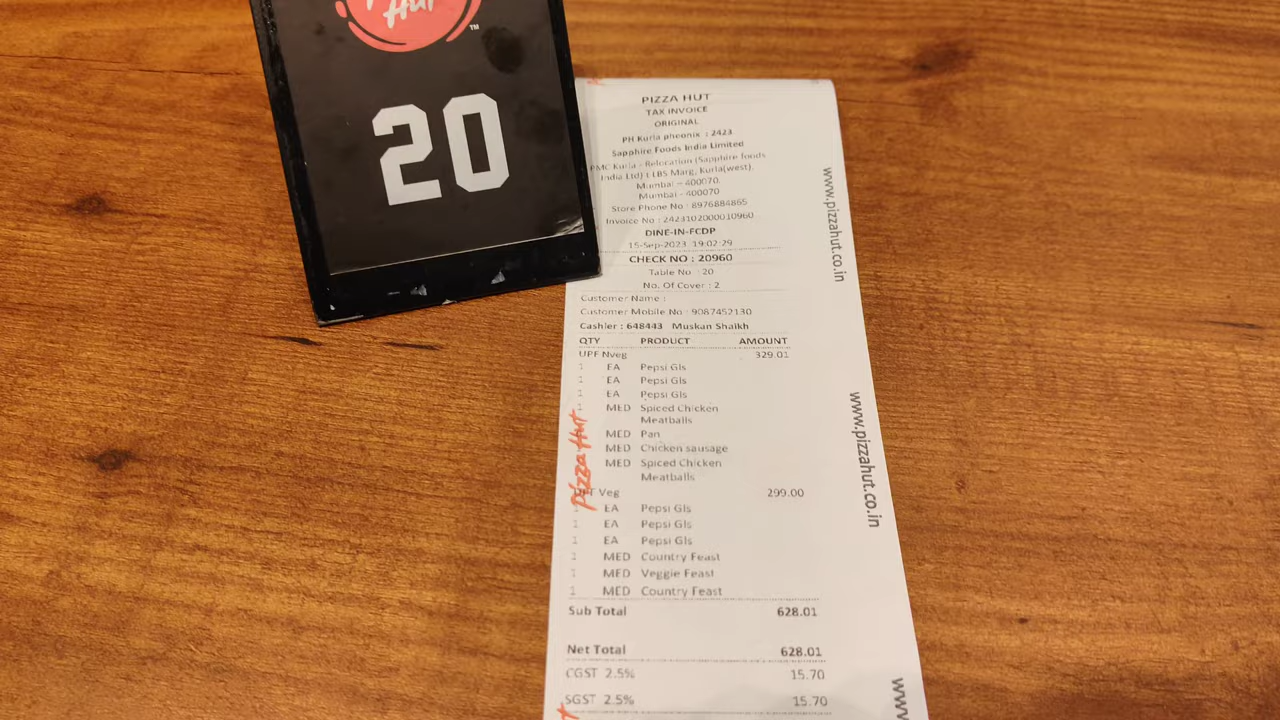 Hut
TM
20
PIZZA HUT
TAX INVOICE
ORIGINAL
PH Kurla pheonix : 2423
Sapphire Foods India Limited
PMC Kurla - Relocation (Sapphire foods
India Ltd) : LBS Marg, Kurla(west),
Mumbai - 400070.
Mumbai - 400070
Store Phone No : 8976884865
Invoice No : 2423102000010960
DINE-IN-FCDP
15-Sep-2023 19:02:29
CHECK NO : 20960
Table No : 20
No. Of Cover : 2
Customer Name :
Customer Mobile No : 9087452130
Cashier : 648443 Muskan Shaikh
QTY PRODUCT AMOUNT
UPF Nveg 329.01
1 EA Pepsi Gls
1 EA Pepsi Gls
1 EA Pepsi Gls
1 MED Spiced Chicken
Meatballs
MED Pan
MED Chicken sausage
MED Spiced Chicken
Meatballs
UPF Veg 299.00
1 EA Pepsi Gls
1 EA Pepsi Gls
1 EA Pepsi Gls
1 MED Country Feast
1 MED Veggie Feast
1 MED Country Feast
Sub Total 628.01
Net Total 628.01
CGST 2.5% 15.70
SGST 2.5% 15.70
Pizza Hut
www.pizzahut.co.in
www.pizzahut.co.in
www